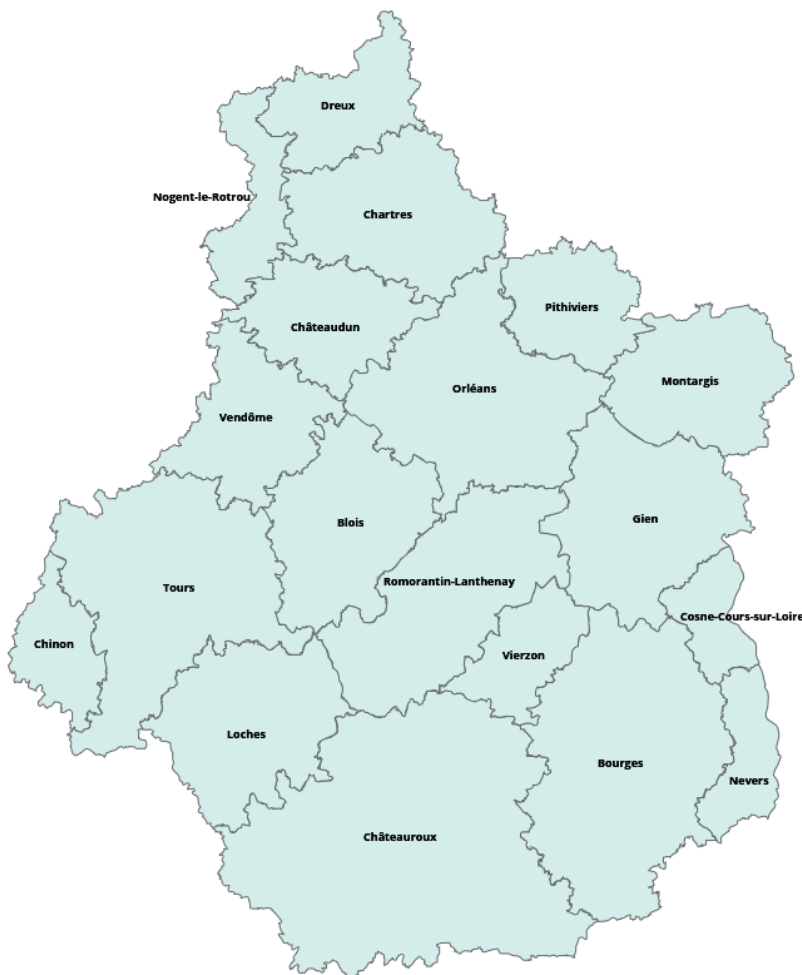 Dreux
Nogent-le-Rotrou
Chartres
Pithiviers
Châteaudun
Montargis
Orléans
Vendôme
Gien
Blois
Romorantin-Lanthenay
Tours
Cosne-Cours-sur-Loire
Chinon
Vierzon
Loches
Bourges
Nevers
Châteauroux